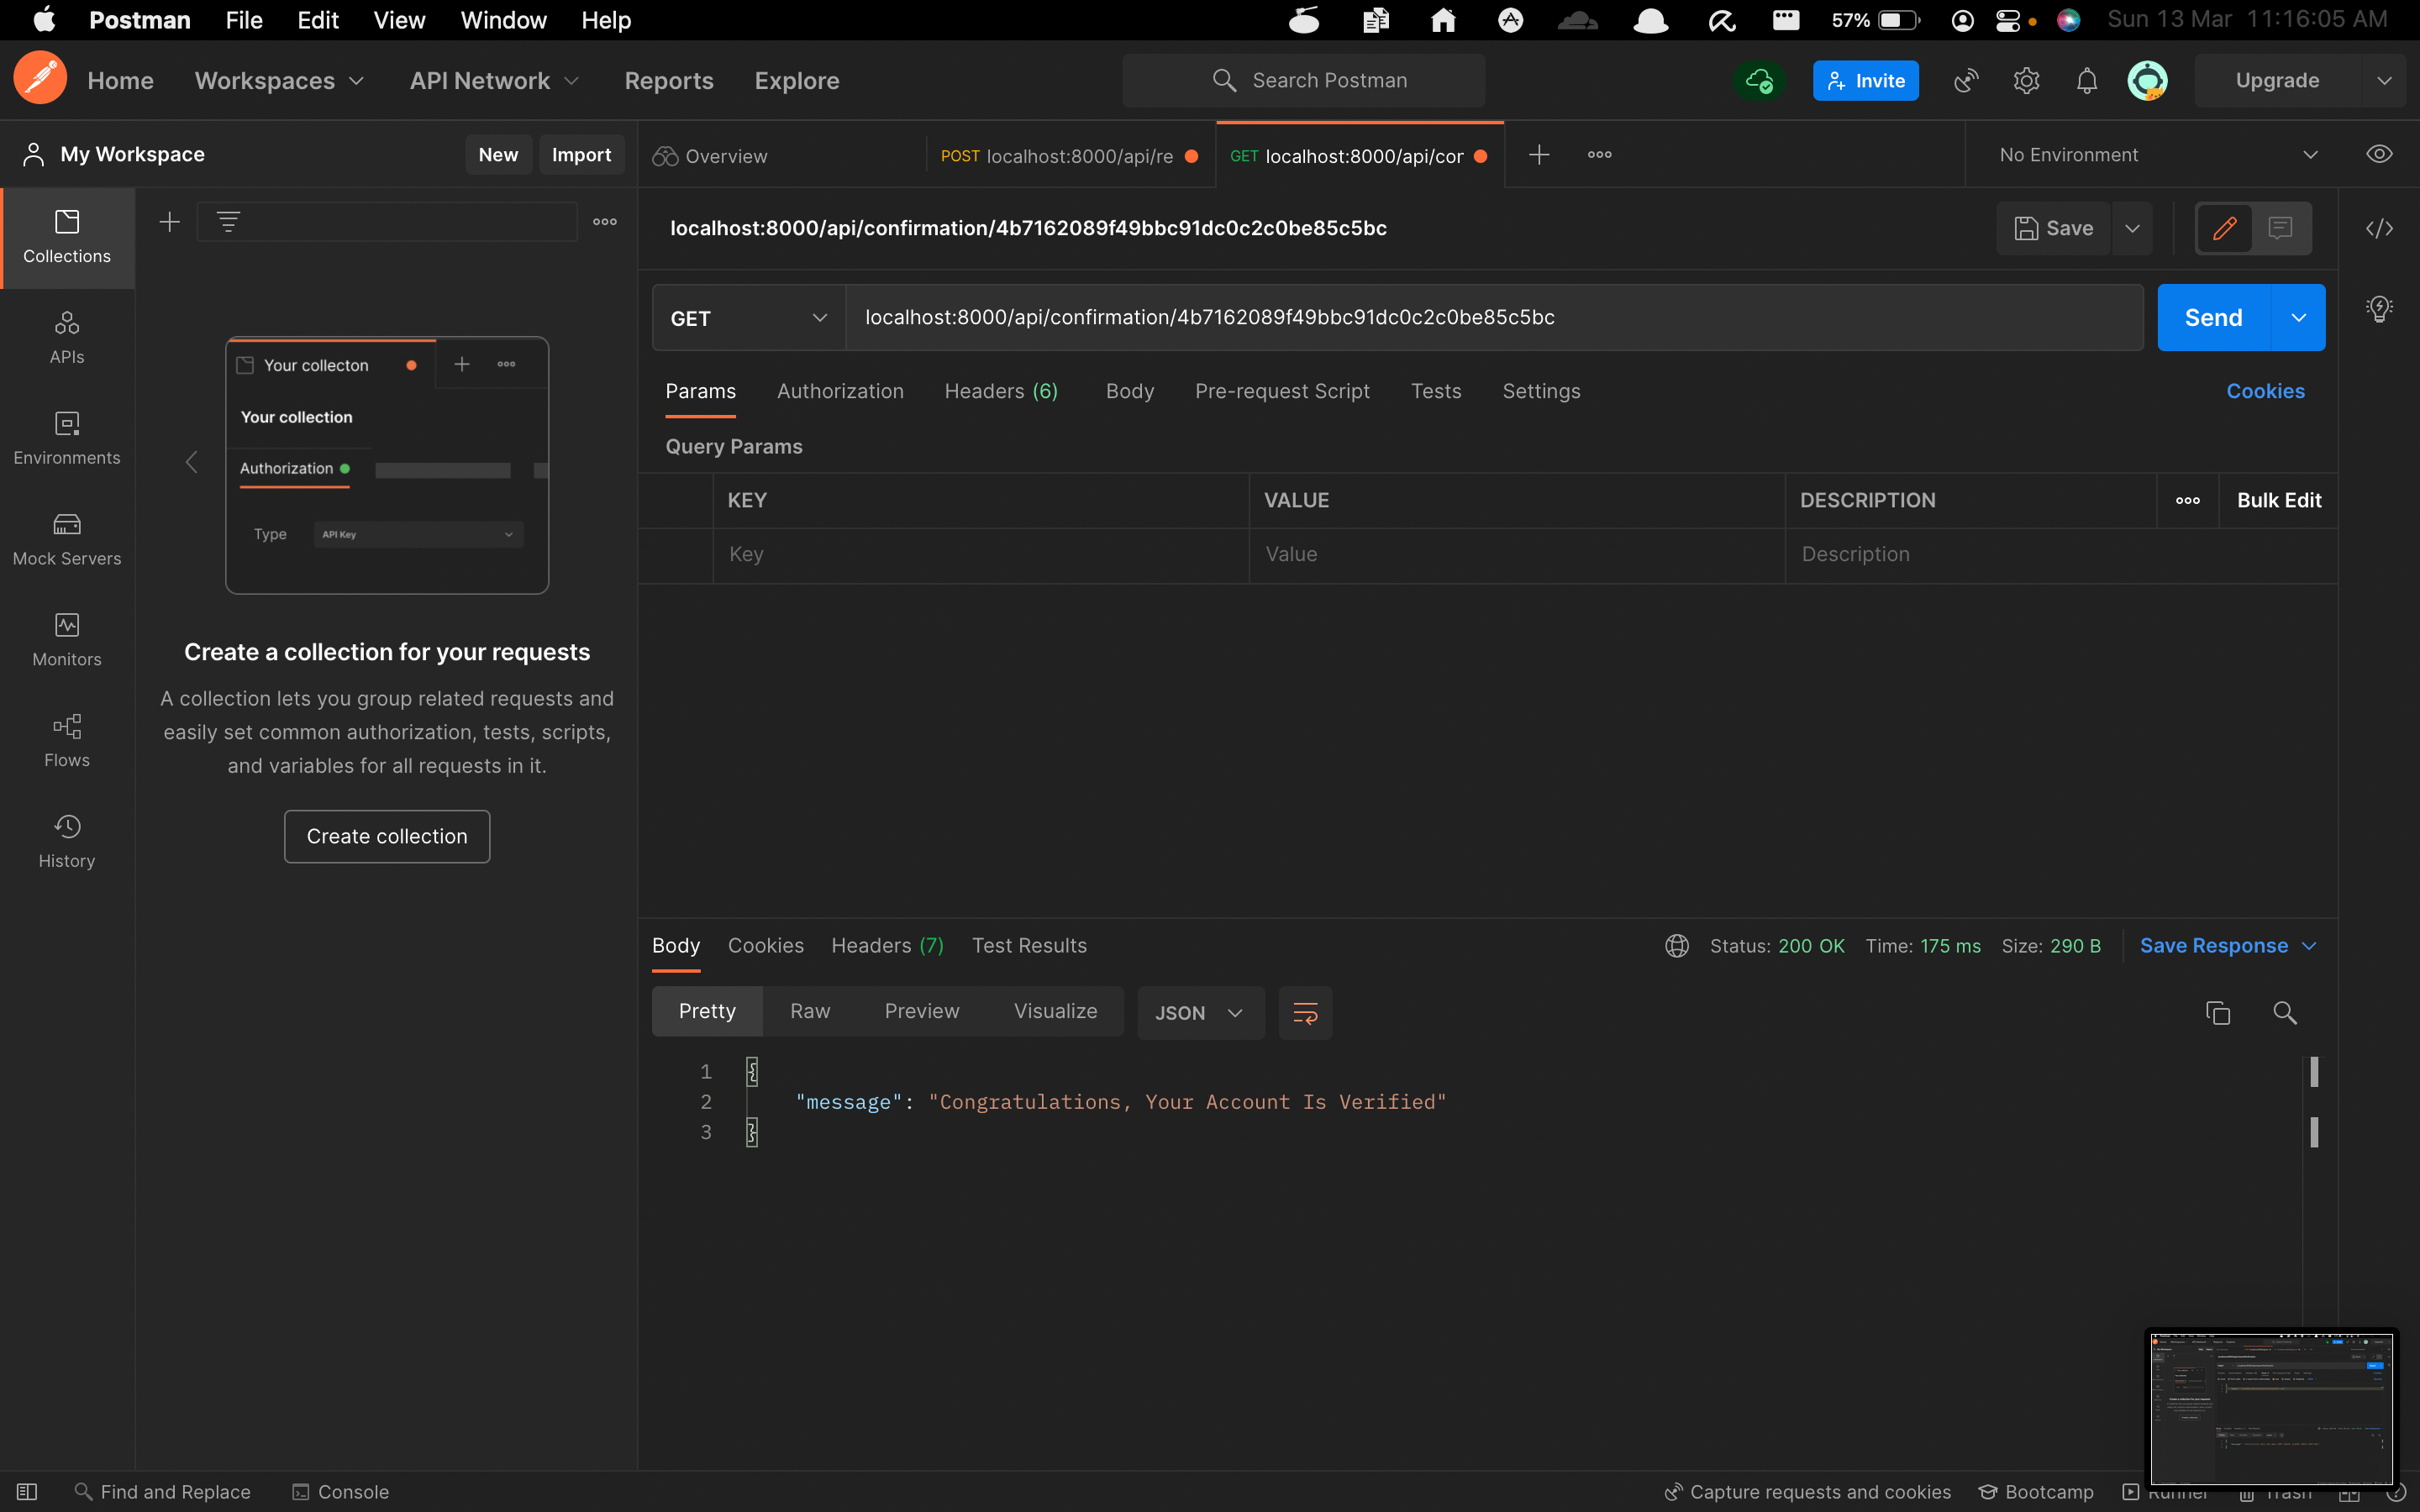 Postman File Edit View Window Help 57% Sun 13 Mar 11:16:05 AM
Home Workspaces API Network Reports Explore Search Postman Invite Upgrade
My Workspace New Import Overview POST localhost:8000/api/re GET localhost:8000/api/cor No Environment
Collections
APIs
Environments
Mock Servers
Monitors
Flows
History
Your collecton
Your collection
Authorization
Type API Key
Create a collection for your requests
A collection lets you group related requests and
easily set common authorization, tests, scripts,
and variables for all requests in it.
Create collection
localhost:8000/api/confirmation/4b7162089f49bbc91dc0c2c0be85c5bc Save
GET localhost:8000/api/confirmation/4b7162089f49bbc91dc0c2c0be85c5bc Send
Params Authorization Headers (6) Body Pre-request Script Tests Settings Cookies
Query Params
KEY VALUE DESCRIPTION Bulk Edit
Key Value Description
Body Cookies Headers (7) Test Results Status: 200 OK Time: 175 ms Size: 290 B Save Response
Pretty Raw Preview Visualize JSON
1 {
2 "message": "Congratulations, Your Account Is Verified"
3 }
Find and Replace Console Capture requests and cookies Bootcamp Runner Trash